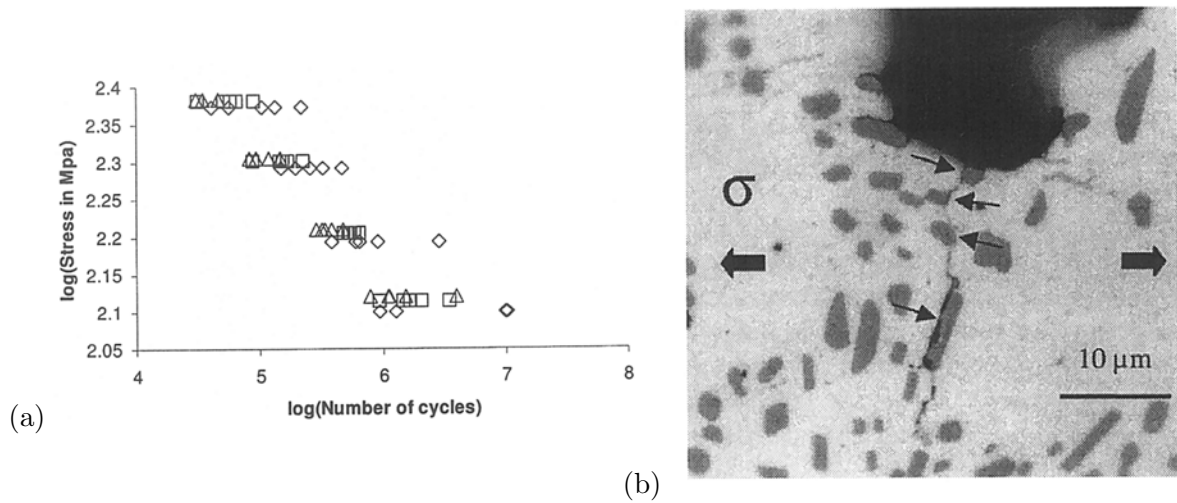 2.4
2.35
2.3
2.25
2.2
2.15
2.1
2.05
log(Stress in Mpa)
4 5 6 7 8
log(Number of cycles)
(a)
σ
10 µm
(b)